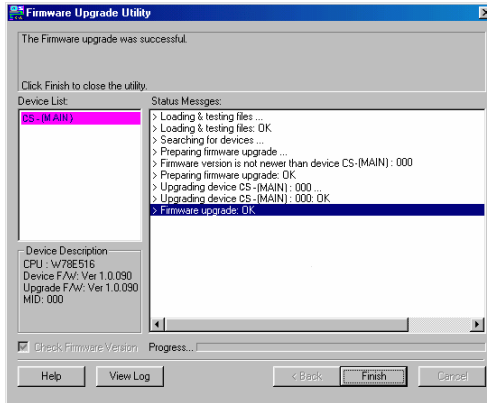 Firmware Upgrade Utility
The Firmware upgrade was successful.
Click Finish to close the utility.
Device List:
CS-(MAIN)
Status Messges:
> Loading & testing files ...
> Loading & testing files: OK
> Searching for devices ...
> Preparing firmware upgrade ...
> Firmware version is not newer than device CS-(MAIN) : 000
> Preparing firmware upgrade: OK
> Upgrading device CS-(MAIN) : 000 ...
> Upgrading device CS-(MAIN) : 000: OK
> Firmware upgrade: OK
Device Description
CPU : W78E516
Device F/W: Ver 1.0.090
Upgrade F/W: Ver 1.0.090
MID: 000
Check Firmware Version
Progress...
Help
View Log
< Back
Finish
Cancel